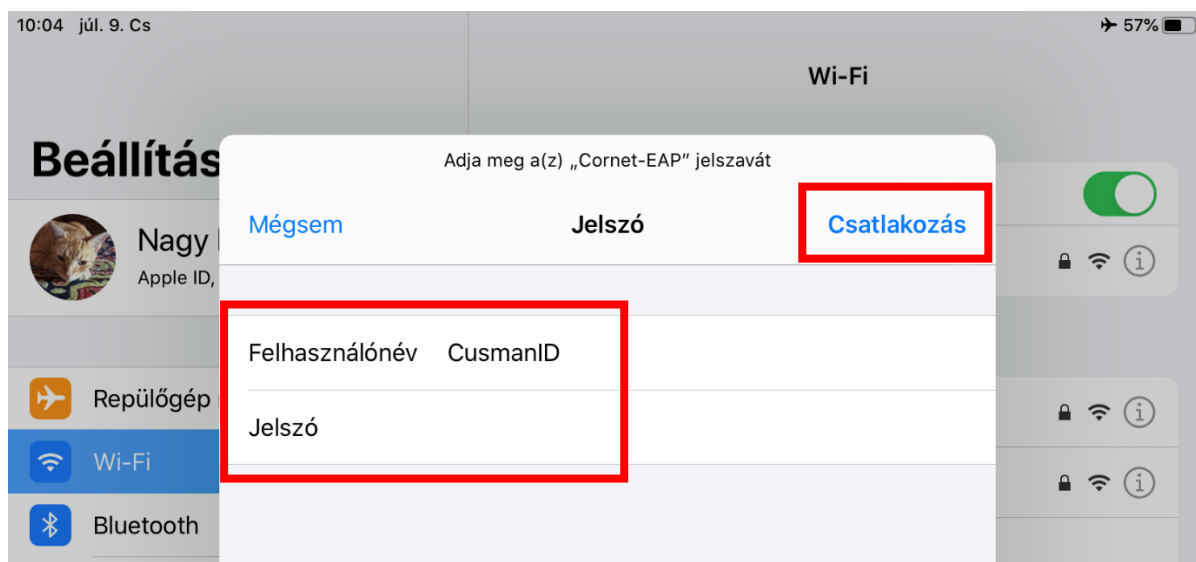 10:04 júl. 9. Cs
57%
Wi-Fi
Beállítás
Adja meg a(z) „Cornet-EAP” jelszavát
Mégsem
Jelszó
Csatlakozás
Nagy
Apple ID,
Felhasználónév CusmanID
Repülőgép
Jelszó
Wi-Fi
Bluetooth